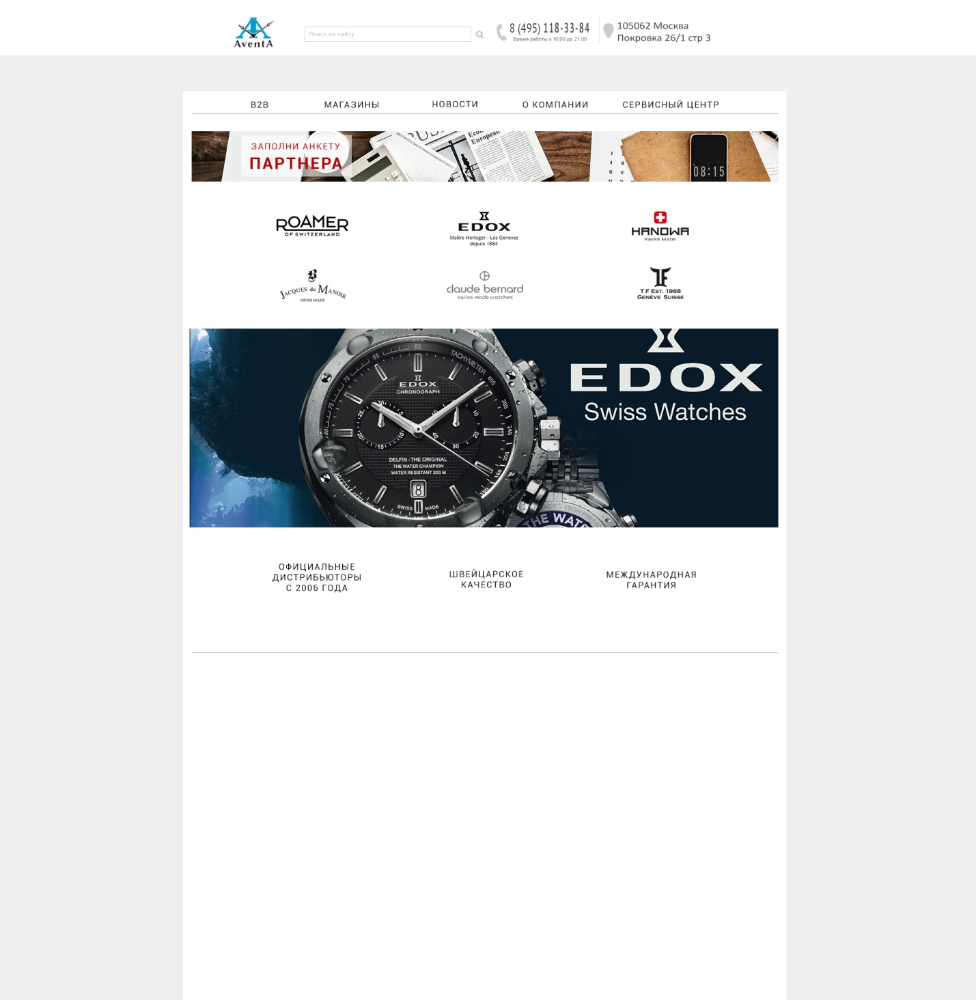 AventA
Поиск по сайту
8 (495) 118-33-84
Время работы с 10:00 до 21:00
105062 Москва
Покровка 26/1 стр 3
B2B
МАГАЗИНЫ
НОВОСТИ
О КОМПАНИИ
СЕРВИСНЫЙ ЦЕНТР
ЗАПОЛНИ АНКЕТУ
ПАРТНЕРА
European
08:15
ROAMER
OF SWITZERLAND
EDOX
Maître Horloger - Les Genevez
depuis 1884
HANOWA
SWISS MADE
JACQUES du MANOIR
SWISS MADE
claude bernard
swiss made watches
T F EST. 1968
GENÈVE SUISSE
EDOX
Swiss Watches
TACHYMETER
EDOX
CHRONOGRAPH
DELFIN - THE ORIGINAL
THE WATER CHAMPION
WATER RESISTANT 200 M
8
SWISS MADE
ОФИЦИАЛЬНЫЕ
ДИСТРИБЬЮТОРЫ
С 2006 ГОДА
ШВЕЙЦАРСКОЕ
КАЧЕСТВО
МЕЖДУНАРОДНАЯ
ГАРАНТИЯ